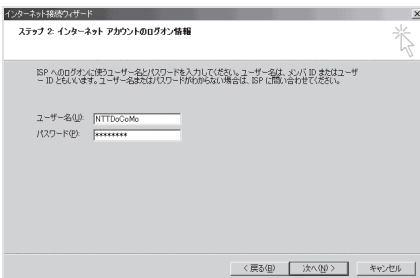 インターネット接続ウィザード
ステップ 2: インターネット アカウントのログオン情報
ISP へのログオンに使うユーザー名とパスワードを入力してください。ユーザー名は、メンバ ID またはユーザ
ー ID ともいいます。ユーザー名またはパスワードがわからない場合は、ISP に問い合わせてください。
ユーザー名(U): NTTDoCoMo
パスワード(P): ********
< 戻る(B) 次へ(N) > キャンセル